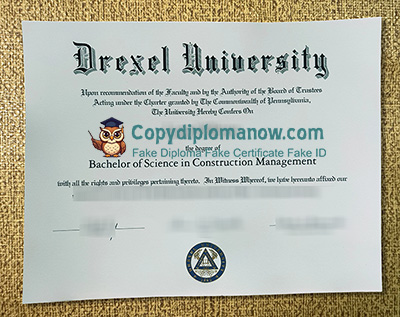 Drexel University
Upon recommendation of the Faculty and by the Authority of the Board of Trustees
Acting under the Charter granted by The Commonwealth of Pennsylvania,
The University Hereby Confers On
Copydiplomanow.com
Fake Diploma Fake Certificate Fake ID
the degree of
Bachelor of Science in Construction Management
with all the rights and privileges pertaining thereto. In Witness Whereof, we have hereunto affixed our